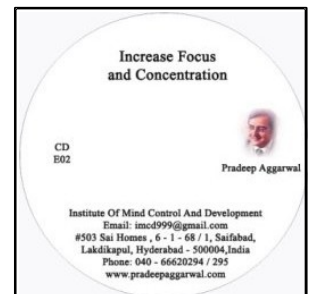 Increase Focus
and Concentration
CD
E02
Pradeep Aggarwal
Institute Of Mind Control And Development
Email: imcd999@gmail.com
#503 Sai Homes , 6 - 1 - 68 / 1, Saifabad,
Lakdikapul, Hyderabad - 500004,India
Phone: 040 - 66620294 / 295
www.pradeepaggarwal.com